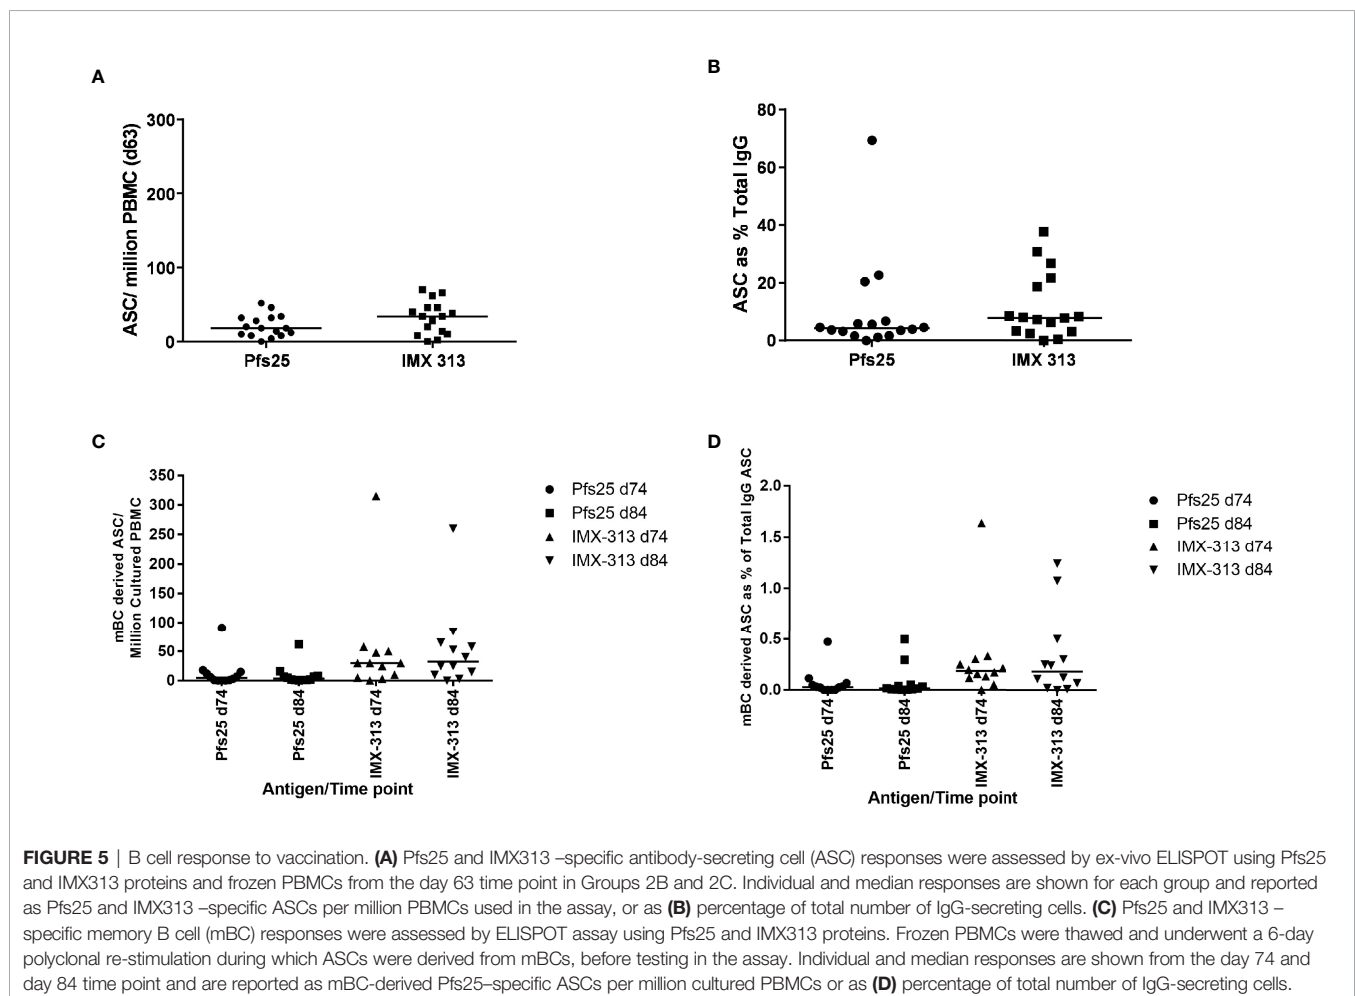 A
ASC/ million PBMC (d63)
300
200
100
0
Pfs25
IMX 313
B
ASC as % Total IgG
80
60
40
20
0
Pfs25
IMX 313
C
mBC derived ASC/
Million Cultured PBMC
350
300
250
200
150
100
50
0
Pfs25 d74
Pfs25 d84
IMX-313 d74
IMX-313 d84
Antigen/Time point
Pfs25 d74
Pfs25 d84
IMX-313 d74
IMX-313 d84
D
mBC derived ASC as % of Total IgG ASC
2.0
1.5
1.0
0.5
0.0
Pfs25 d74
Pfs25 d84
IMX-313 d74
IMX-313 d84
Antigen/Time point
Pfs25 d74
Pfs25 d84
IMX-313 d74
IMX-313 d84
FIGURE 5 | B cell response to vaccination. (A) Pfs25 and IMX313 –specific antibody-secreting cell (ASC) responses were assessed by ex-vivo ELISPOT using Pfs25
and IMX313 proteins and frozen PBMCs from the day 63 time point in Groups 2B and 2C. Individual and median responses are shown for each group and reported
as Pfs25 and IMX313 –specific ASCs per million PBMCs used in the assay, or as (B) percentage of total number of IgG-secreting cells. (C) Pfs25 and IMX313 –
specific memory B cell (mBC) responses were assessed by ELISPOT assay using Pfs25 and IMX313 proteins. Frozen PBMCs were thawed and underwent a 6-day
polyclonal re-stimulation during which ASCs were derived from mBCs, before testing in the assay. Individual and median responses are shown from the day 74 and
day 84 time point and are reported as mBC-derived Pfs25–specific ASCs per million cultured PBMCs or as (D) percentage of total number of IgG-secreting cells.